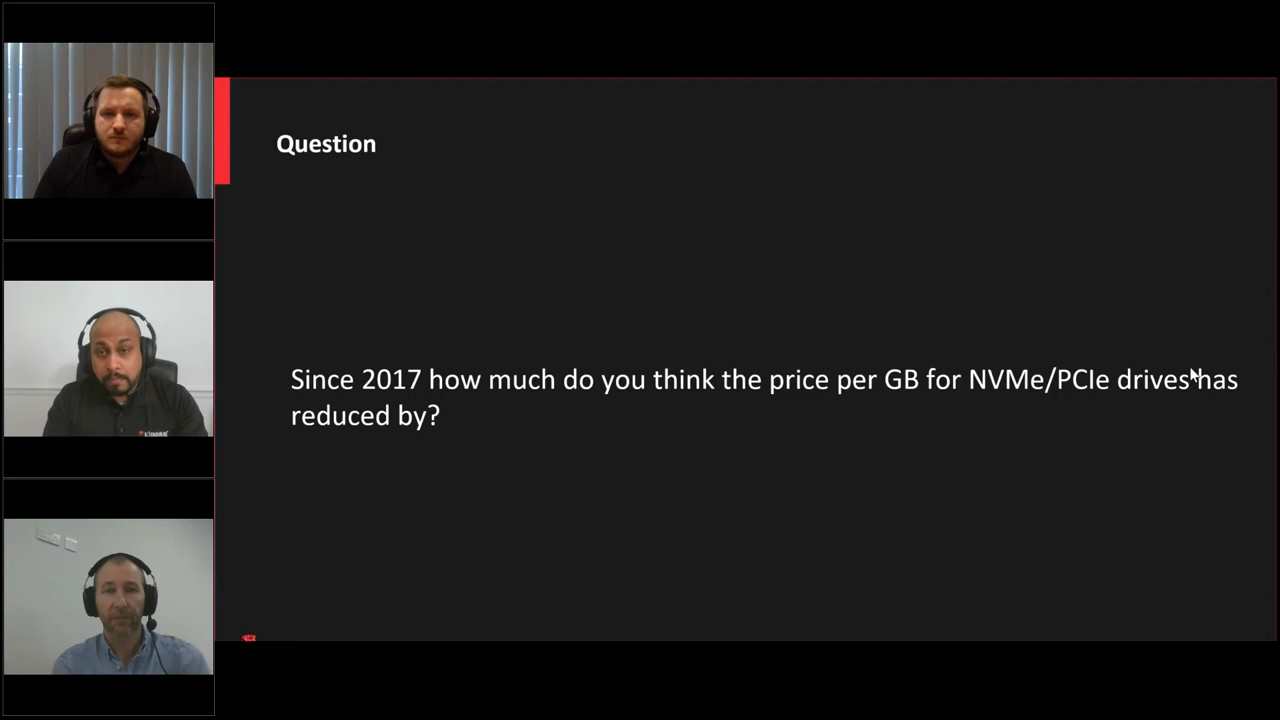 Question
Since 2017 how much do you think the price per GB for NVMe/PCIe drives has
reduced by?